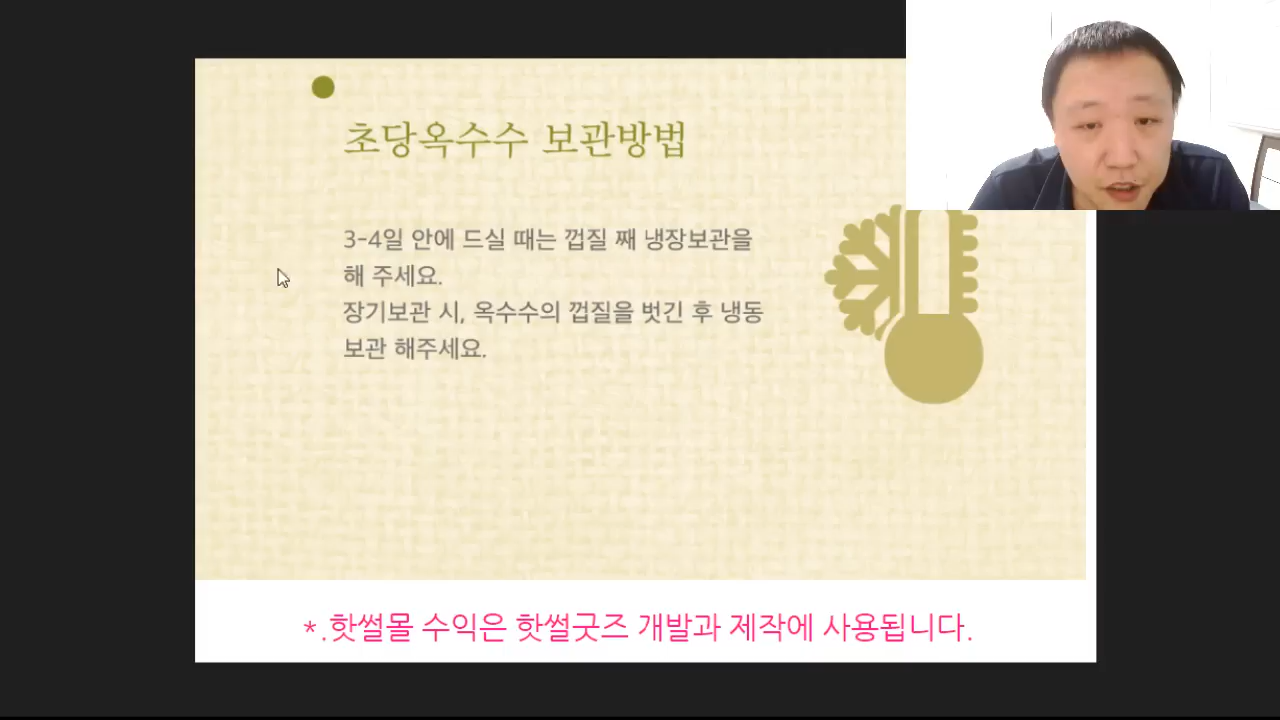 초당옥수수 보관방법
3-4일 안에 드실 때는 껍질 째 냉장보관을
해 주세요.
장기보관 시, 옥수수의 껍질을 벗긴 후 냉동
보관 해주세요.
*.핫썰몰 수익은 핫썰굿즈 개발과 제작에 사용됩니다.